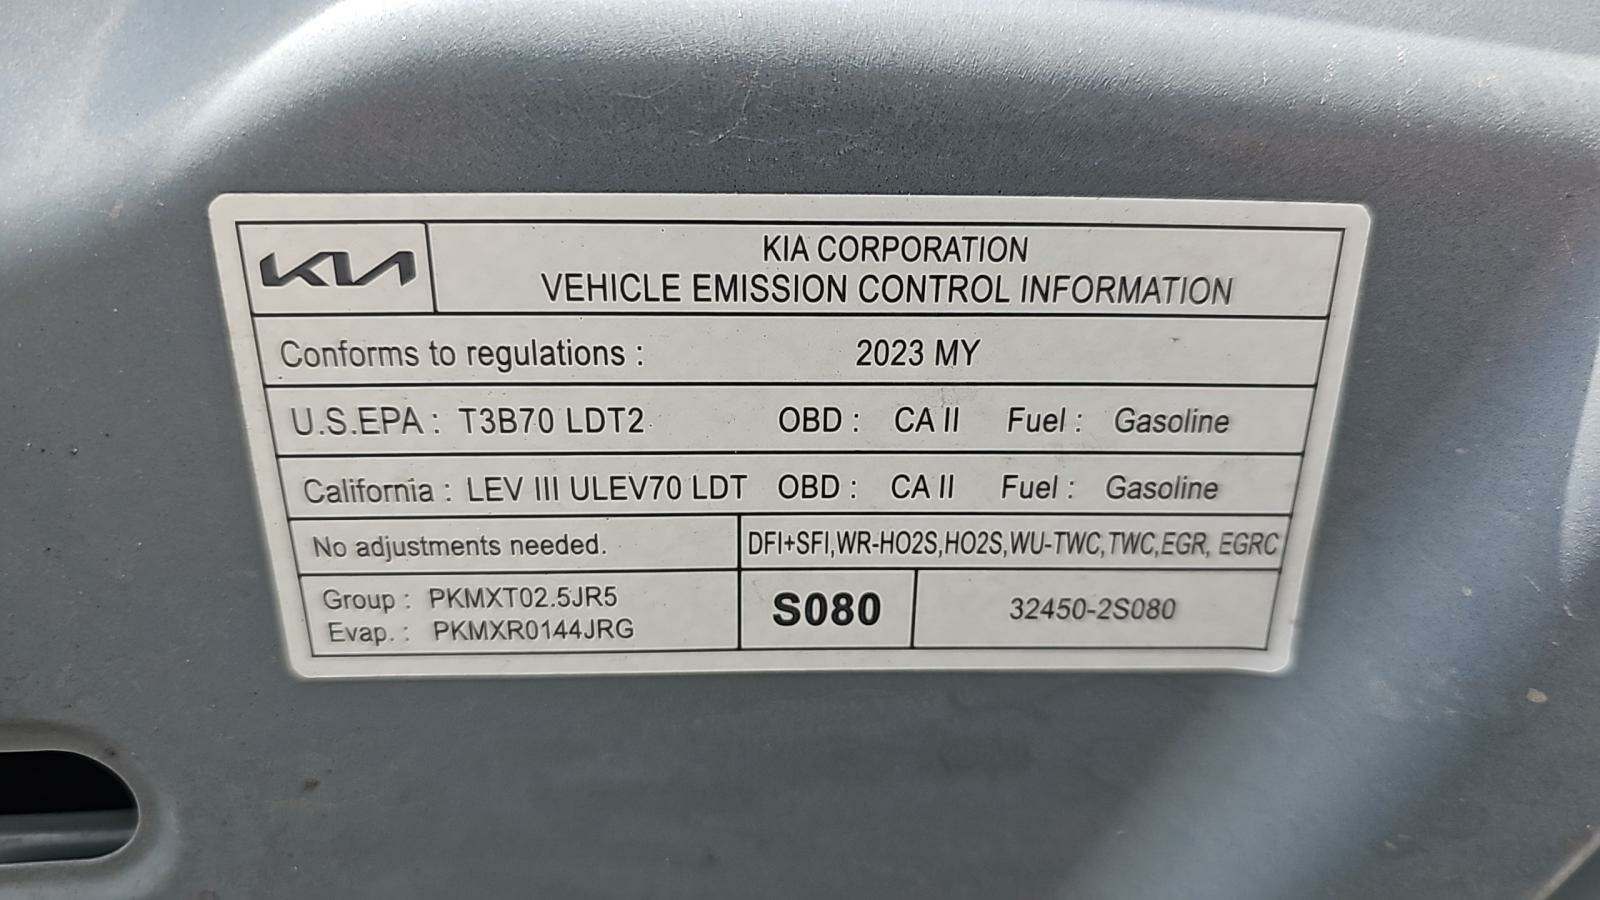 KIA
KIA CORPORATION
VEHICLE EMISSION CONTROL INFORMATION
Conforms to regulations : 2023 MY
U.S.EPA : T3B70 LDT2 OBD : CA II Fuel : Gasoline
California : LEV III ULEV70 LDT OBD : CA II Fuel : Gasoline
No adjustments needed. DFI+SFI,WR-HO2S,HO2S,WU-TWC,TWC,EGR, EGRC
Group : PKMXT02.5JR5
Evap. : PKMXR0144JRG
S080
32450-2S080